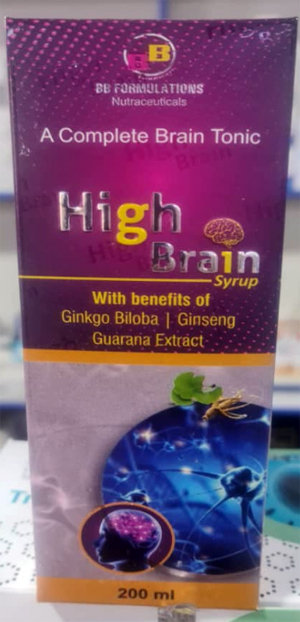 BB
BB FORMULATIONS
Nutraceuticals
A Complete Brain Tonic
High
Brain
Syrup
With benefits of
Ginkgo Biloba | Ginseng
Guarana Extract
200 ml